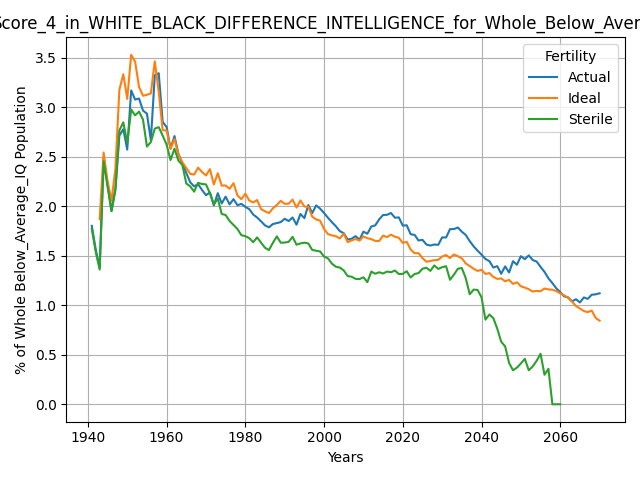 Score_4_in_WHITE_BLACK_DIFFERENCE_INTELLIGENCE_for_Whole_Below_Aver
Fertility
Actual
Ideal
Sterile
% of Whole Below_Average_IQ Population
3.5
3.0
2.5
2.0
1.5
1.0
0.5
0.0
1940 1960 1980 2000 2020 2040 2060
Years